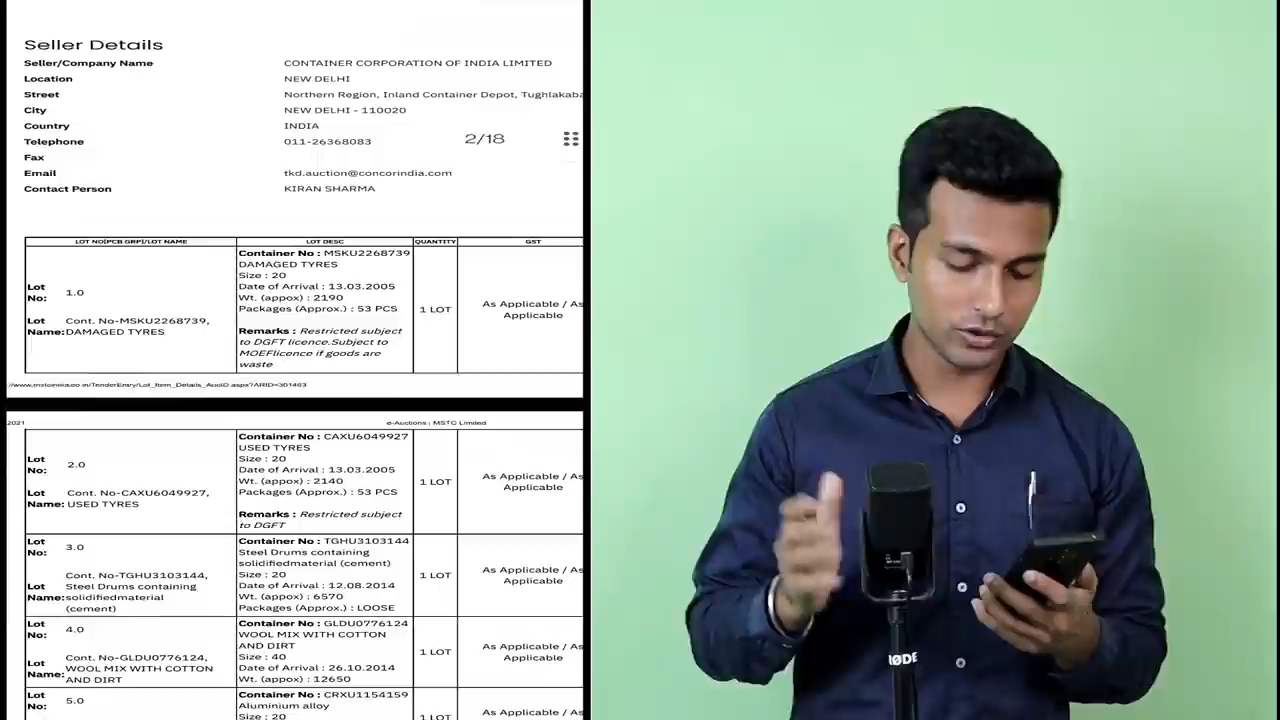 Seller Details
Seller/Company Name CONTAINER CORPORATION OF INDIA LIMITED
Location NEW DELHI
Street Northern Region, Inland Container Depot, Tughlakaba
City NEW DELHI - 110020
Country INDIA
Telephone 011-26368083
2/18
Fax
Email tkd.auction@concorindia.com
Contact Person KIRAN SHARMA
LOT NO[PCB GRP]/LOT NAME LOT DESC QUANTITY GST
Lot No: 1.0
Lot Name: Cont. No-MSKU2268739, DAMAGED TYRES
Container No : MSKU2268739
DAMAGED TYRES
Size : 20
Date of Arrival : 13.03.2005
Wt. (appox) : 2190
Packages (Approx.) : 53 PCS
Remarks : Restricted subject
to DGFT licence.Subject to
MOEFlicence if goods are
waste
1 LOT
As Applicable / As
Applicable
://www.mstcindia.co.in/TenderEntry/Lot_Item_Details_AucID.aspx?ARID=301463
2021 e-Auctions | MSTC Limited
Lot No: 2.0
Lot Name: Cont. No-CAXU6049927, USED TYRES
Container No : CAXU6049927
USED TYRES
Size : 20
Date of Arrival : 13.03.2005
Wt. (appox) : 2140
Packages (Approx.) : 53 PCS
Remarks : Restricted subject
to DGFT
1 LOT
As Applicable / As
Applicable
Lot No: 3.0
Lot Name: Cont. No-TGHU3103144, Steel Drums containing solidifiedmaterial (cement)
Container No : TGHU3103144
Steel Drums containing
solidifiedmaterial (cement)
Size : 20
Date of Arrival : 12.08.2014
Wt. (appox) : 6570
Packages (Approx.) : LOOSE
1 LOT
As Applicable / As
Applicable
Lot No: 4.0
Lot Name: Cont. No-GLDU0776124, WOOL MIX WITH COTTON AND DIRT
Container No : GLDU0776124
WOOL MIX WITH COTTON
AND DIRT
Size : 40
Date of Arrival : 26.10.2014
Wt. (appox) : 12650
1 LOT
As Applicable / As
Applicable
Lot No: 5.0
Container No : CRXU1154159
Aluminium alloy
Size : 20
1 LOT
As Applicable / As
RØDE